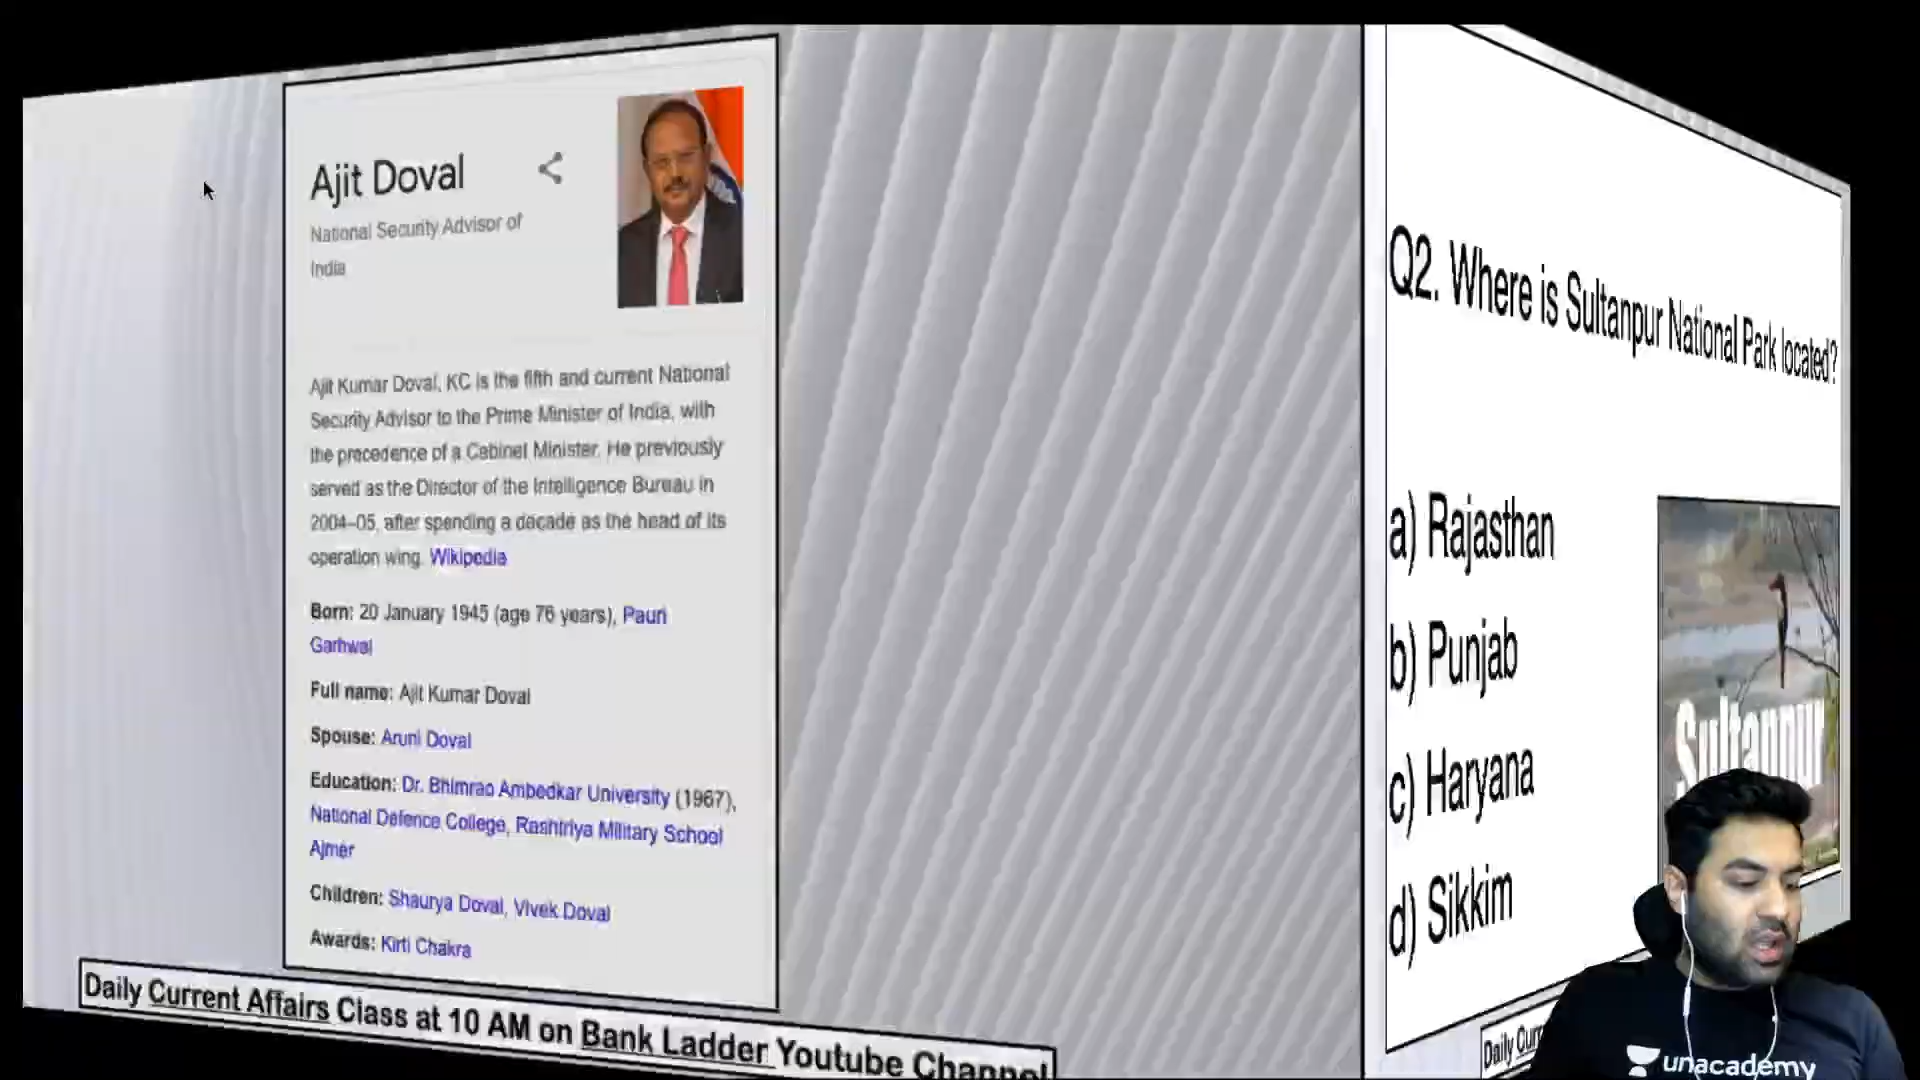 Ajit Doval
National Security Advisor of
India
Ajit Kumar Doval, KC is the fifth and current National
Security Advisor to the Prime Minister of India, with
the precedence of a Cabinet Minister. He previously
served as the Director of the Intelligence Bureau in
2004–05, after spending a decade as the head of its
operation wing. Wikipedia
Born: 20 January 1945 (age 76 years), Pauri
Garhwal
Full name: Ajit Kumar Doval
Spouse: Aruni Doval
Education: Dr. Bhimrao Ambedkar University (1967),
National Defence College, Rashtriya Military School
Ajmer
Children: Shaurya Doval, Vivek Doval
Awards: Kirti Chakra
Daily Current Affairs Class at 10 AM on Bank Ladder Youtube Channel
Q2. Where is Sultanpur National Park located?
a) Rajasthan
b) Punjab
c) Haryana
d) Sikkim
Sultanpur
Daily Curr
unacademy